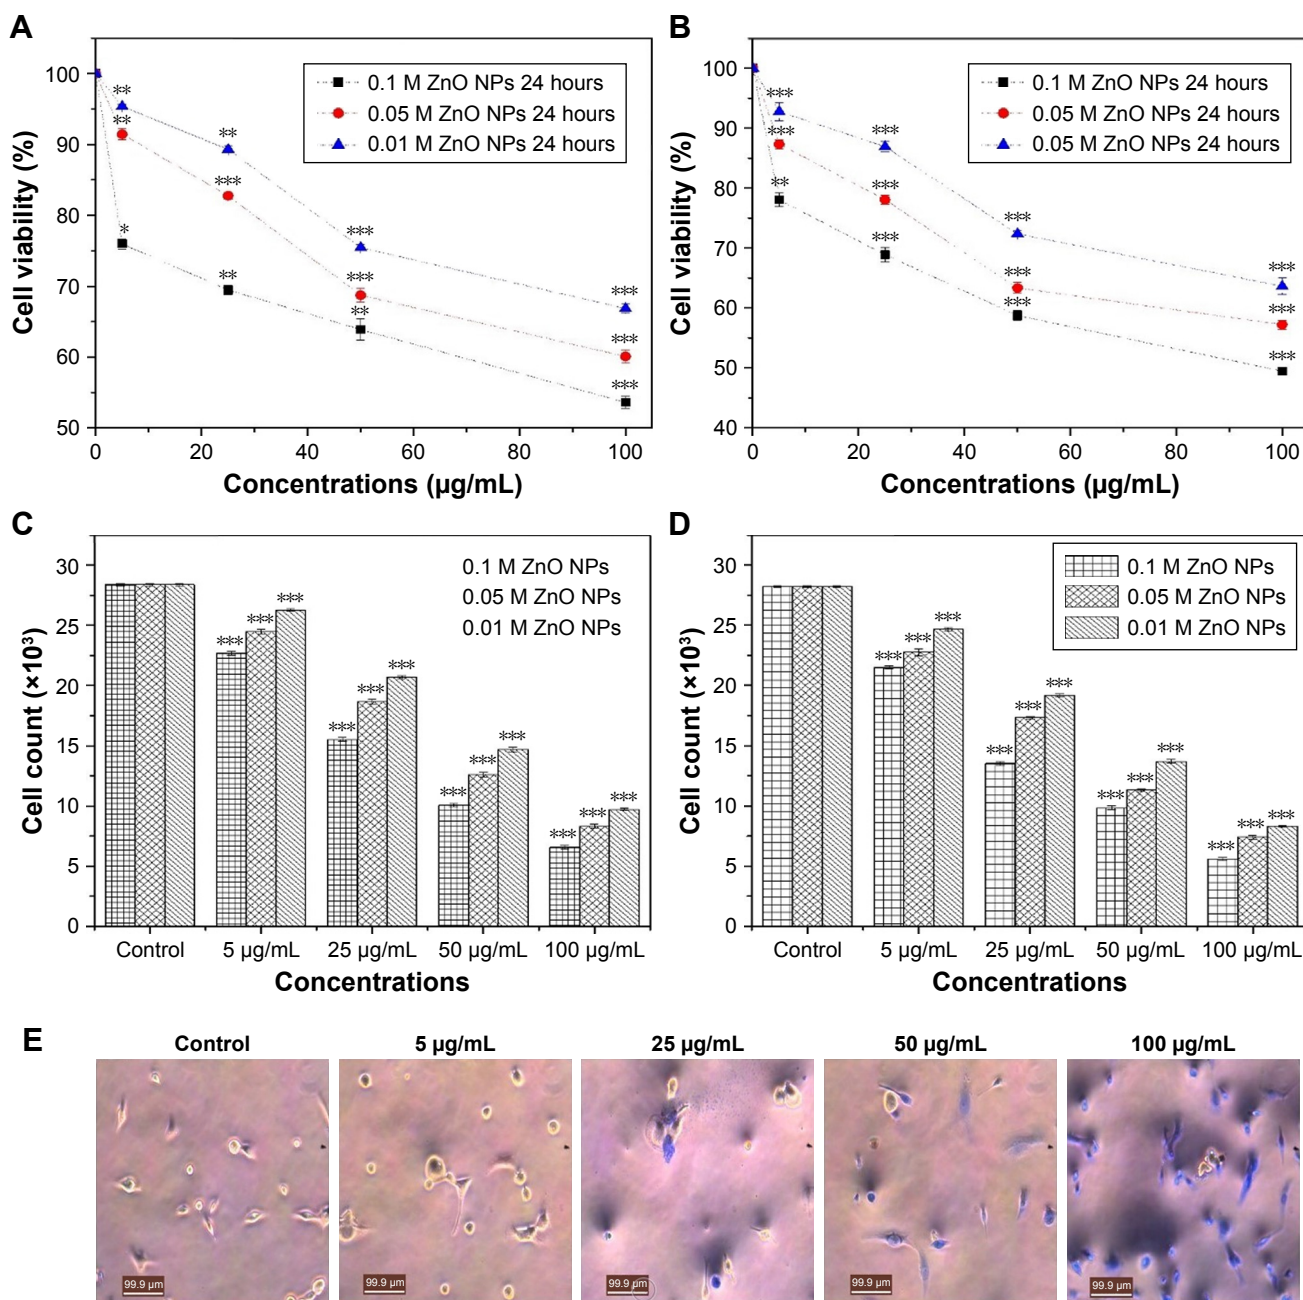 A
Cell viability (%)
100
90
80
70
60
50
0.1 M ZnO NPs 24 hours
0.05 M ZnO NPs 24 hours
0.01 M ZnO NPs 24 hours
**
**
*
**
***
**
***
***
**
***
***
***
0 20 40 60 80 100
Concentrations (µg/mL)
B
Cell viability (%)
100
90
80
70
60
50
40
0.1 M ZnO NPs 24 hours
0.05 M ZnO NPs 24 hours
0.05 M ZnO NPs 24 hours
***
***
**
***
***
***
***
***
***
***
***
***
0 20 40 60 80 100
Concentrations (µg/mL)
C
Cell count (×10³)
30
25
20
15
10
5
0
0.1 M ZnO NPs
0.05 M ZnO NPs
0.01 M ZnO NPs
*** *** ***
*** *** ***
*** *** ***
*** *** ***
Control 5 µg/mL 25 µg/mL 50 µg/mL 100 µg/mL
Concentrations
D
Cell count (×10³)
30
25
20
15
10
5
0
0.1 M ZnO NPs
0.05 M ZnO NPs
0.01 M ZnO NPs
*** *** ***
*** *** ***
*** *** ***
*** *** ***
Control 5 µg/mL 25 µg/mL 50 µg/mL 100 µg/mL
Concentrations
E
Control 5 µg/mL 25 µg/mL 50 µg/mL 100 µg/mL
99.9 µm 99.9 µm 99.9 µm 99.9 µm 99.9 µm